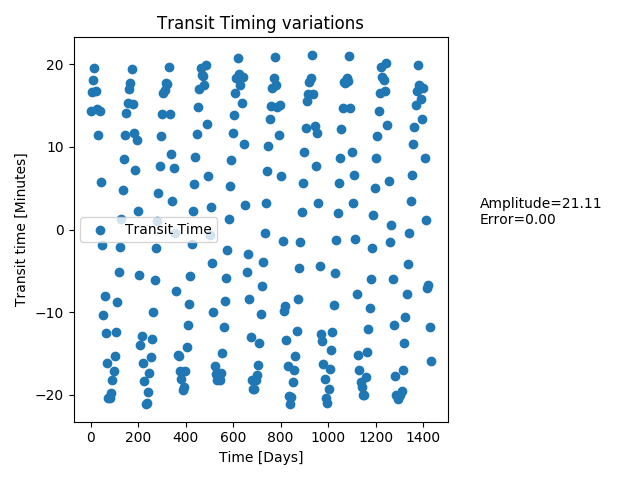 Transit Timing variations
20
10
0
−10
−20
Transit time [Minutes]
Transit Time
Amplitude=21.11
Error=0.00
0 200 400 600 800 1000 1200 1400
Time [Days]